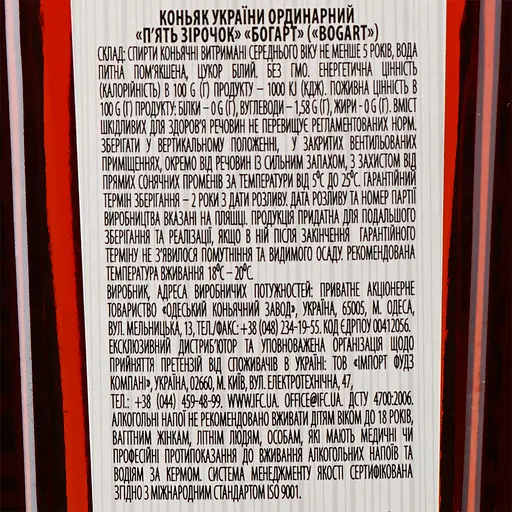 КОНЬЯК УКРАЇНИ ОРДИНАРНИЙ
«П'ЯТЬ ЗІРОЧОК» «БОГАРТ» («BOGART»)
СКЛАД: СПИРТИ КОНЬЯЧНІ ВИТРИМАНІ СЕРЕДНЬОГО ВІКУ НЕ МЕНШЕ 5 РОКІВ, ВОДА
ПИТНА ПОМ'ЯКШЕНА, ЦУКОР БІЛИЙ. БЕЗ ГМО. ЕНЕРГЕТИЧНА ЦІННІСТЬ
(КАЛОРІЙНІСТЬ) В 100 G (Г) ПРОДУКТУ – 1000 KJ (КДЖ). ПОЖИВНА ЦІННІСТЬ В
100 G (Г) ПРОДУКТУ: БІЛКИ – 0 G (Г), ВУГЛЕВОДИ – 1,58 G (Г), ЖИРИ - 0 G (Г). ВМІСТ
ШКІДЛИВИХ ДЛЯ ЗДОРОВ'Я РЕЧОВИН НЕ ПЕРЕВИЩУЄ РЕГЛАМЕНТОВАНИХ НОРМ.
ЗБЕРІГАТИ У ВЕРТИКАЛЬНОМУ ПОЛОЖЕННІ, У ЗАКРИТИХ ВЕНТИЛЬОВАНИХ
ПРИМІЩЕННЯХ, ОКРЕМО ВІД РЕЧОВИН ІЗ СИЛЬНИМ ЗАПАХОМ, З ЗАХИСТОМ ВІД
ПРЯМИХ СОНЯЧНИХ ПРОМЕНІВ ЗА ТЕМПЕРАТУРИ ВІД 5⁰С ДО 25⁰С. ГАРАНТІЙНИЙ
ТЕРМІН ЗБЕРІГАННЯ – 2 РОКИ З ДАТИ РОЗЛИВУ. ДАТА РОЗЛИВУ ТА НОМЕР ПАРТІЇ
ВИРОБНИЦТВА ВКАЗАНІ НА ПЛЯШЦІ. ПРОДУКЦІЯ ПРИДАТНА ДЛЯ ПОДАЛЬШОГО
ЗБЕРІГАННЯ ТА РЕАЛІЗАЦІЇ, ЯКЩО В НІЙ ПІСЛЯ ЗАКІНЧЕННЯ ГАРАНТІЙНОГО
ТЕРМІНУ НЕ З'ЯВИЛОСЯ ПОМУТНІННЯ ТА ВИДИМОГО ОСАДУ. РЕКОМЕНДОВАНА
ТЕМПЕРАТУРА ВЖИВАННЯ 18⁰С – 20⁰С.
ВИРОБНИК, АДРЕСА ВИРОБНИЧИХ ПОТУЖНОСТЕЙ: ПРИВАТНЕ АКЦІОНЕРНЕ
ТОВАРИСТВО «ОДЕСЬКИЙ КОНЬЯЧНИЙ ЗАВОД», УКРАЇНА, 65005, М. ОДЕСА,
ВУЛ. МЕЛЬНИЦЬКА, 13, ТЕЛ./ФАКС: +38 (048) 234-19-55. КОД ЄДРПОУ 00412056.
ЕКСКЛЮЗИВНИЙ ДИСТРИБ'ЮТОР ТА УПОВНОВАЖЕНА ОРГАНІЗАЦІЯ ЩОДО
ПРИЙНЯТТЯ ПРЕТЕНЗІЙ ВІД СПОЖИВАЧІВ В УКРАЇНІ: ТОВ «ІМПОРТ ФУДЗ
КОМПАНІ», УКРАЇНА, 02660, М. КИЇВ, ВУЛ. ЕЛЕКТРОТЕХНІЧНА, 47,
ТЕЛ.: +38 (044) 459-48-99. WWW.IFC.UA. OFFICE@IFC.UA. ДСТУ 4700:2006.
АЛКОГОЛЬНІ НАПОЇ НЕ РЕКОМЕНДОВАНО ВЖИВАТИ ДІТЯМ ВІКОМ ДО 18 РОКІВ,
ВАГІТНИМ ЖІНКАМ, ЛІТНІМ ЛЮДЯМ, ОСОБАМ, ЯКІ МАЮТЬ МЕДИЧНІ ЧИ
ПРОФЕСІЙНІ ПРОТИПОКАЗАННЯ ДО ВЖИВАННЯ АЛКОГОЛЬНИХ НАПОЇВ ТА
ВОДІЯМ ЗА КЕРМОМ. СИСТЕМА МЕНЕДЖМЕНТУ ЯКОСТІ СЕРТИФІКОВАНА
ЗГІДНО З МІЖНАРОДНИМ СТАНДАРТОМ ISO 9001.